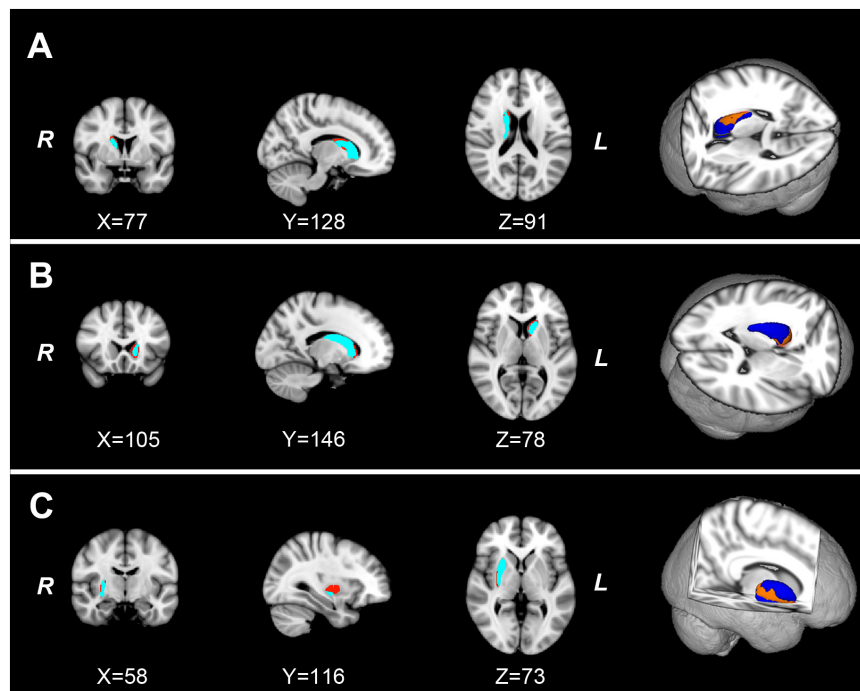 A
R
L
X=77 Y=128 Z=91
B
R
L
X=105 Y=146 Z=78
C
R
L
X=58 Y=116 Z=73